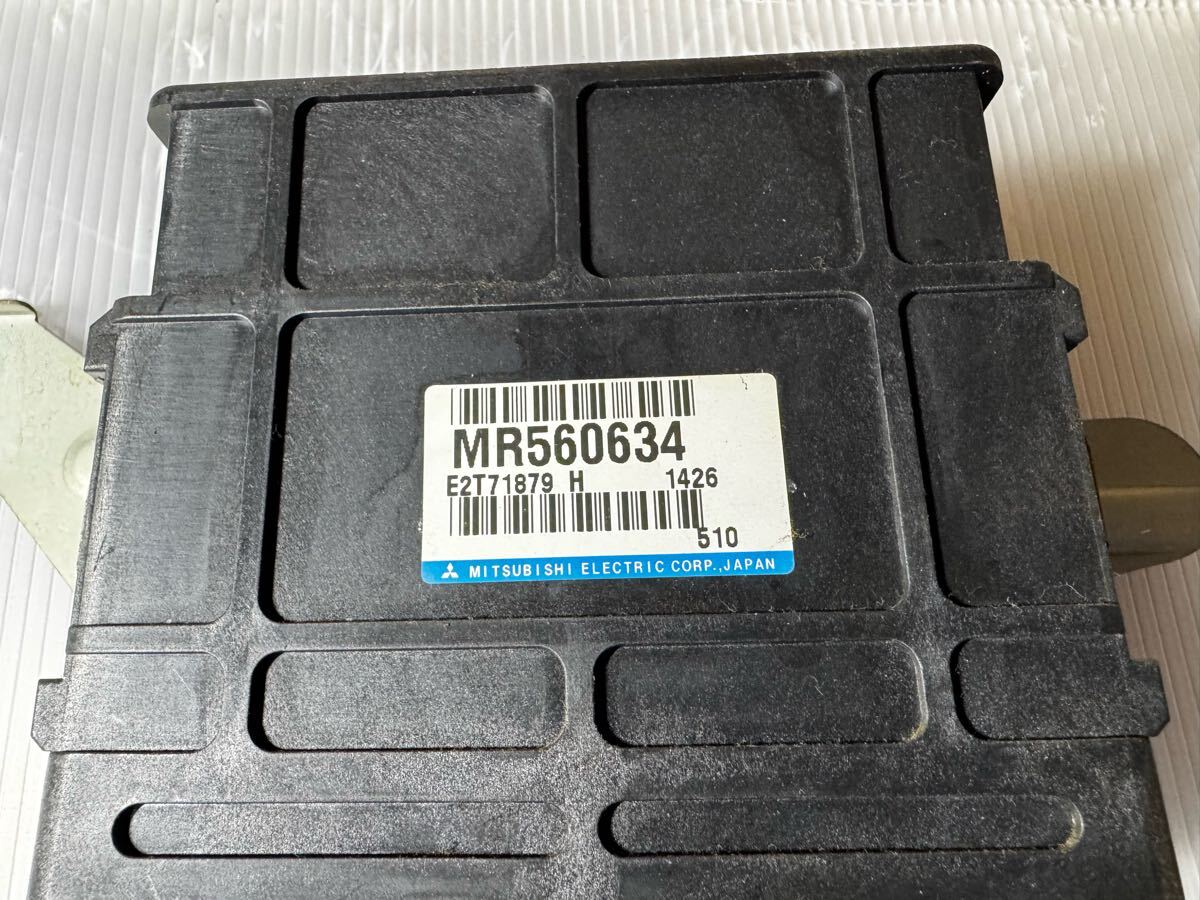 MR560634
E2T71879 H 1426
510
MITSUBISHI ELECTRIC CORP.,JAPAN